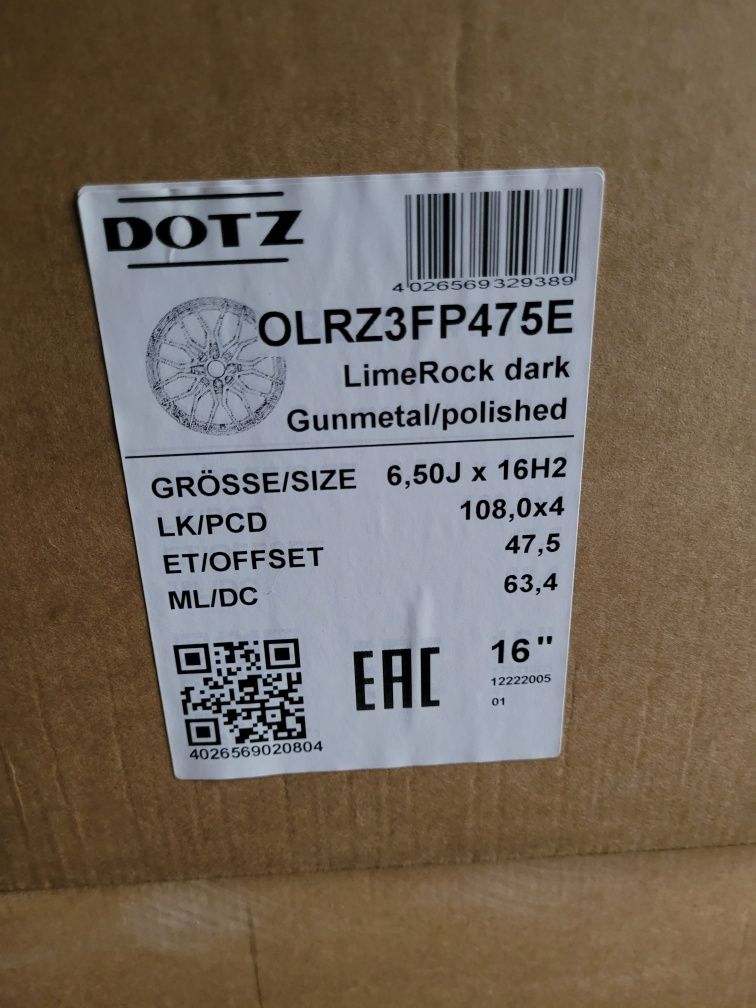 DOTZ
4026569329389
OLRZ3FP475E
LimeRock dark
Gunmetal/polished
GRÖSSE/SIZE 6,50J x 16H2
LK/PCD 108,0x4
ET/OFFSET 47,5
ML/DC 63,4
EAC
16"
12222005
01
4026569020804